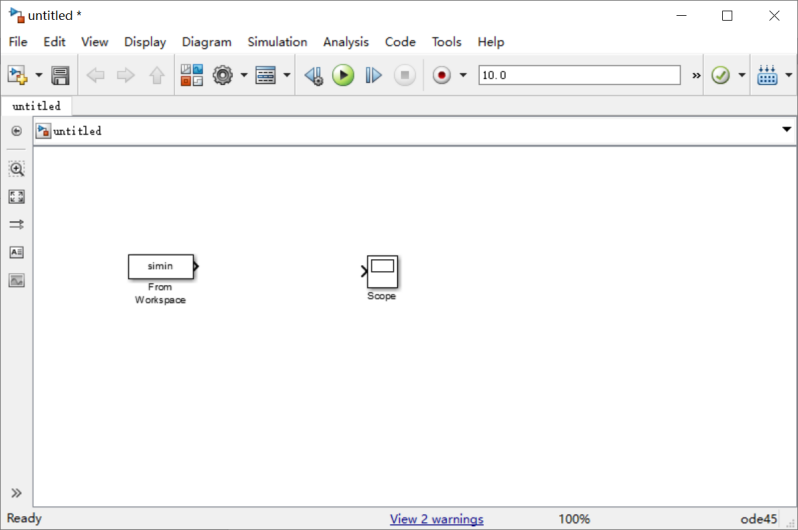 untitled *
File Edit View Display Diagram Simulation Analysis Code Tools Help
10.0 »
untitled
untitled
simin
From
Workspace
Scope
Ready View 2 warnings 100% ode45